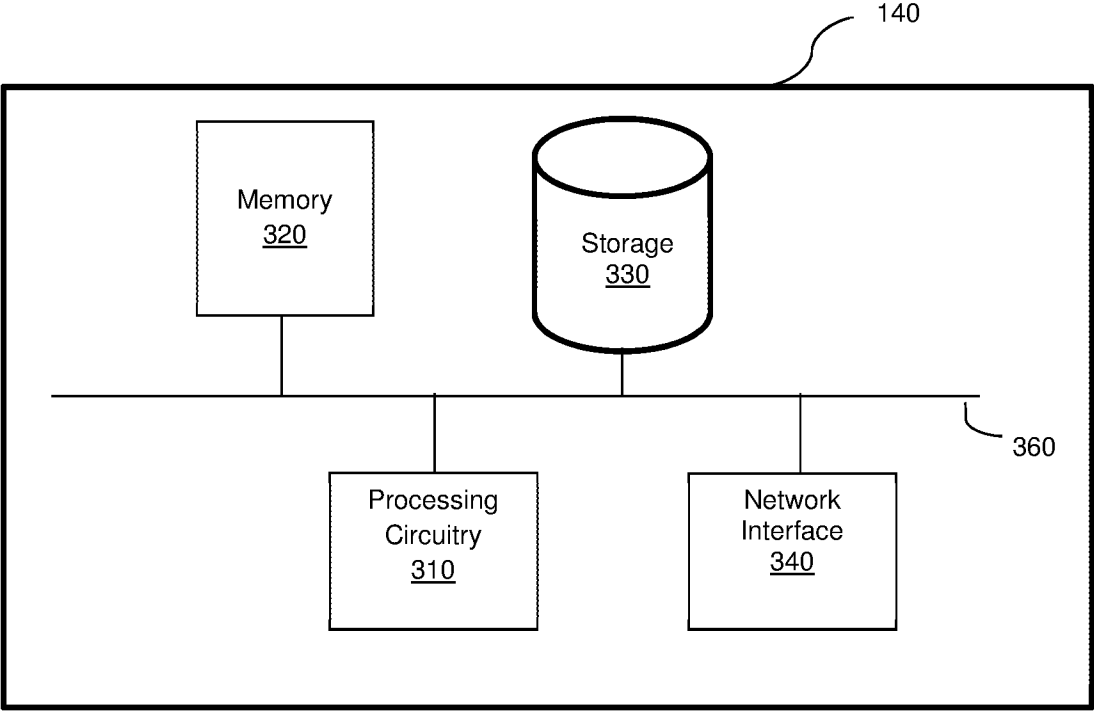 140
Memory
320
Storage
330
360
Processing
Circuitry
310
Network
Interface
340